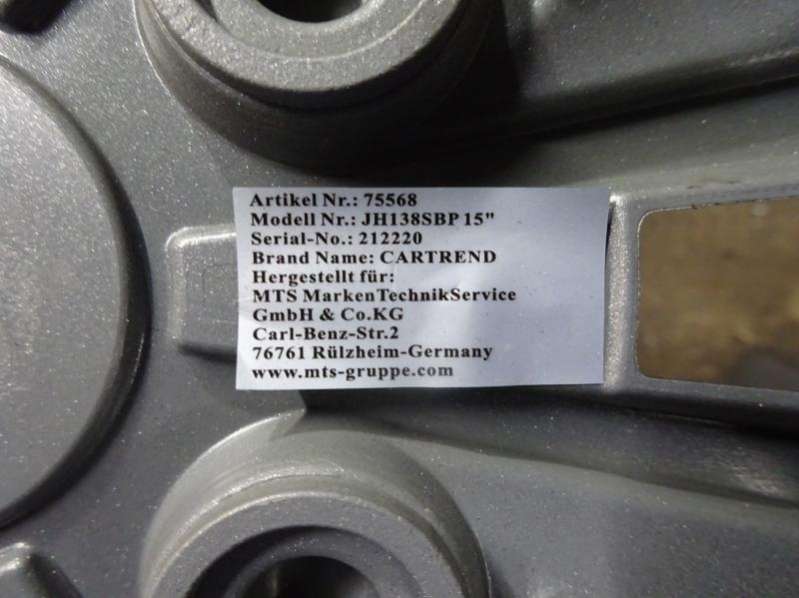 Artikel Nr.: 75568
Modell Nr.: JH138SBP 15"
Serial-No.: 212220
Brand Name: CARTREND
Hergestellt für:
MTS MarkenTechnikService
GmbH & Co.KG
Carl-Benz-Str.2
76761 Rülzheim-Germany
www.mts-gruppe.com